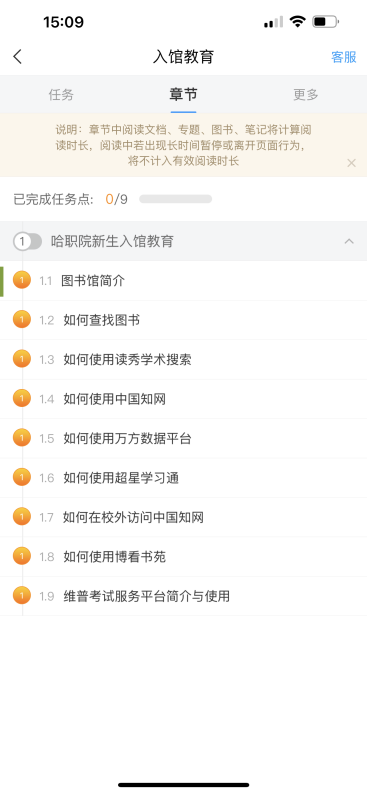 15:09
入馆教育
客服
任务
章节
更多
说明：章节中阅读文档、专题、图书、笔记将计算阅
读时长，阅读中若出现长时间暂停或离开页面行为，
将不计入有效阅读时长
已完成任务点: 0/9
1 哈职院新生入馆教育
1 1.1 图书馆简介
1 1.2 如何查找图书
1 1.3 如何使用读秀学术搜索
1 1.4 如何使用中国知网
1 1.5 如何使用万方数据平台
1 1.6 如何使用超星学习通
1 1.7 如何在校外访问中国知网
1 1.8 如何使用博看书苑
1 1.9 维普考试服务平台简介与使用